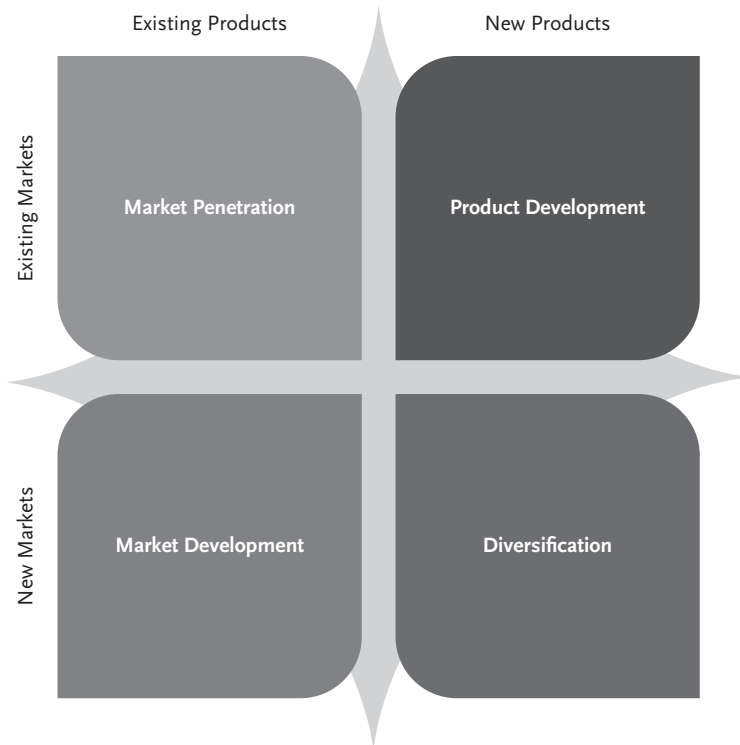 Existing Products
New Products
Existing Markets
Market Penetration
Product Development
New Markets
Market Development
Diversification